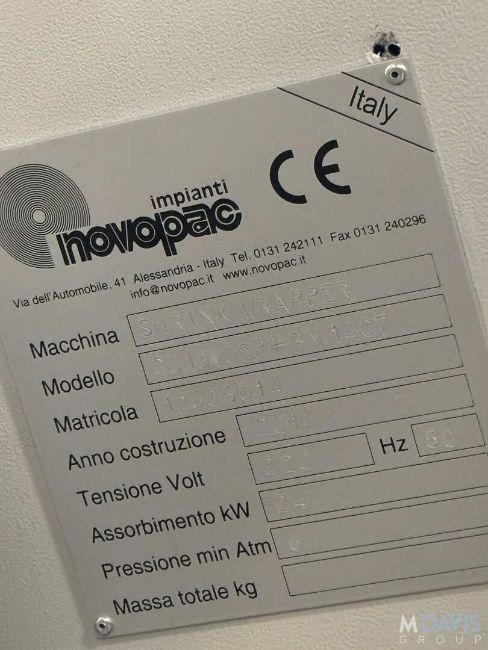 Italy
impianti
novopac
CE
Via dell'Automobile, 41 Alessandria - Italy Tel. 0131 242111 Fax 0131 240296
info@novopac.it www.novopac.it
Macchina SHRINK WRAPPER
Modello
Matricola
Anno costruzione
Tensione Volt Hz 50
Assorbimento kW 24
Pressione min Atm 6
Massa totale kg
M DAVIS
GROUP